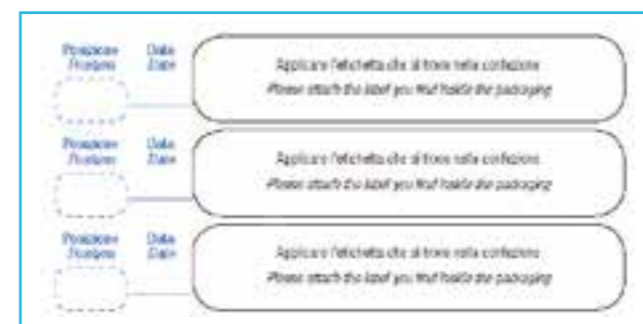 Posizione Data
Position Date
Applicare l'etichetta che si trova nella confezione
Please attach the label you find inside the packaging
Posizione Data
Position Date
Applicare l'etichetta che si trova nella confezione
Please attach the label you find inside the packaging
Posizione Data
Position Date
Applicare l'etichetta che si trova nella confezione
Please attach the label you find inside the packaging